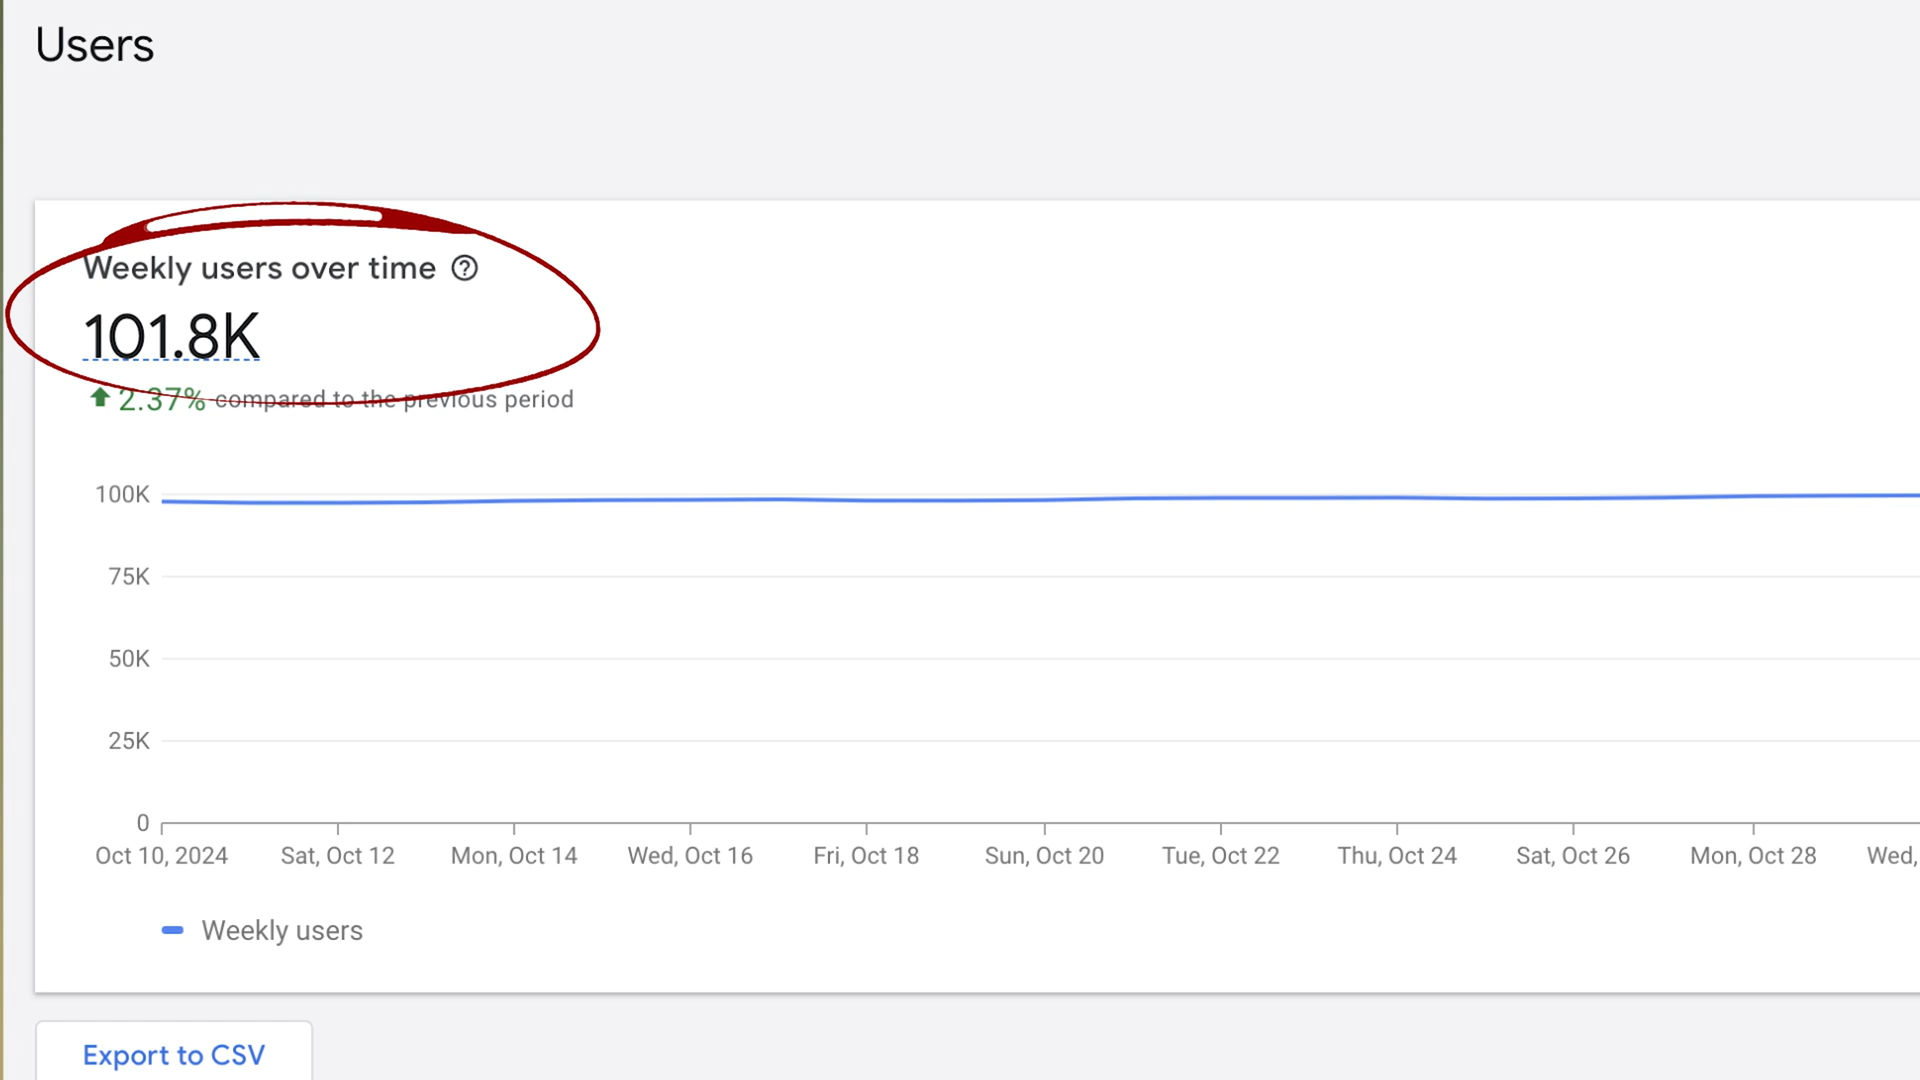 Users
Weekly users over time
101.8K
2.37% compared to the previous period
100K
75K
50K
25K
0
Oct 10, 2024 Sat, Oct 12 Mon, Oct 14 Wed, Oct 16 Fri, Oct 18 Sun, Oct 20 Tue, Oct 22 Thu, Oct 24 Sat, Oct 26 Mon, Oct 28 Wed,
Weekly users
Export to CSV